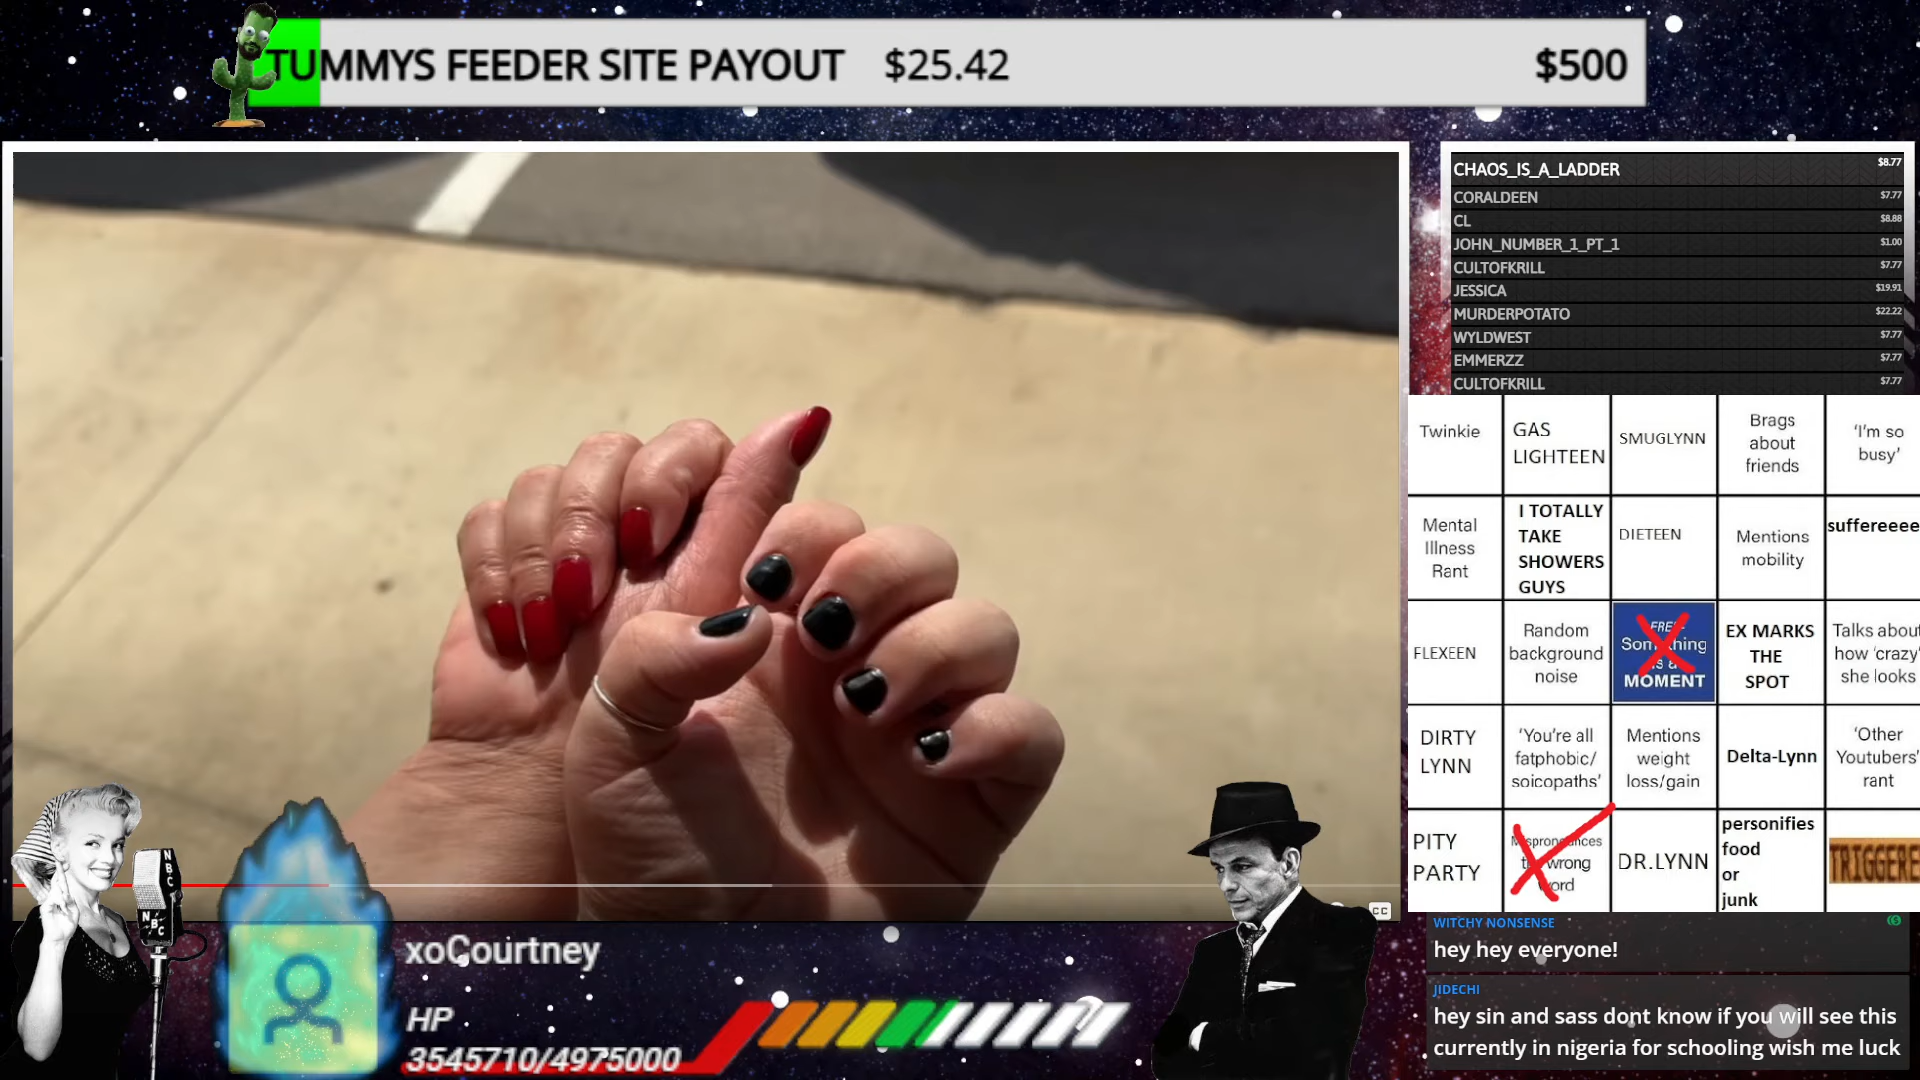 TUMMYS FEEDER SITE PAYOUT $25.42 $500
CHAOS_IS_A_LADDER $8.77
CORALDEEN $7.77
CL $8.88
JOHN_NUMBER_1_PT_1 $1.00
CULTOFKRILL $7.77
JESSICA $19.91
MURDERPOTATO $22.22
WYLDWEST $7.77
EMMERZZ $7.77
CULTOFKRILL $7.77
Twinkie
GAS
LIGHTEEN
SMUGLYNN
Brags
about
friends
‘I’m so
busy’
Mental
Illness
Rant
I TOTALLY
TAKE
SHOWERS
GUYS
DIETEEN
Mentions
mobility
suffereeee
FLEXEEN
Random
background
noise
MOMENT
EX MARKS
THE
SPOT
Talks about
how ‘crazy’
she looks
DIRTY
LYNN
‘You’re all
fatphobic/
soicopaths’
Mentions
weight
loss/gain
Delta-Lynn
‘Other
Youtubers’
rant
PITY
PARTY
wrong
DR.LYNN
personifies
food
or
junk
TRIGGERE
CC
NBC
NBC
WITCHY NONSENSE
hey hey everyone!
JIDECHI
hey sin and sass dont know if you will see this
currently in nigeria for schooling wish me luck
xoCourtney
HP
3545710/4975000